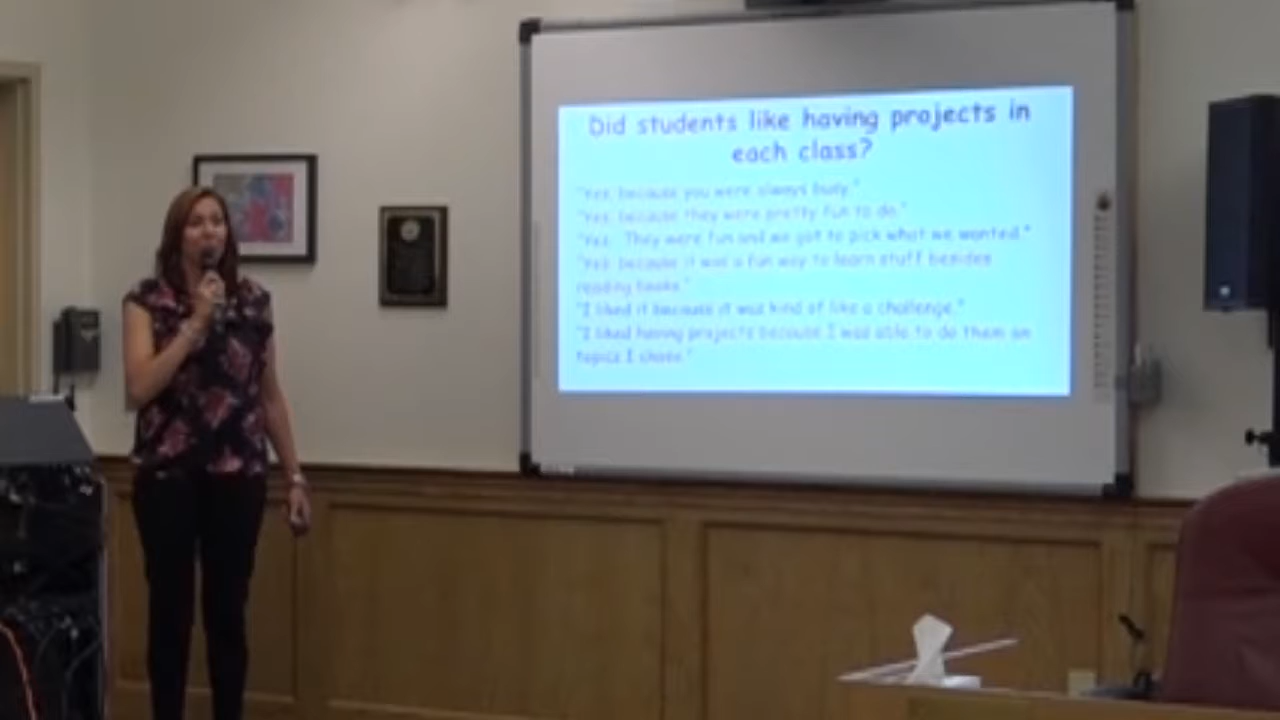 Did students like having projects in
each class?
"Yes, because you were always busy."
"Yes, because they were pretty fun to do."
"Yes. They were fun and we got to pick what we wanted."
"Yes, because it was a fun way to learn stuff besides
reading books."
"I liked it because it was kind of like a challenge."
"I liked having projects because I was able to do them on
topics I chose."